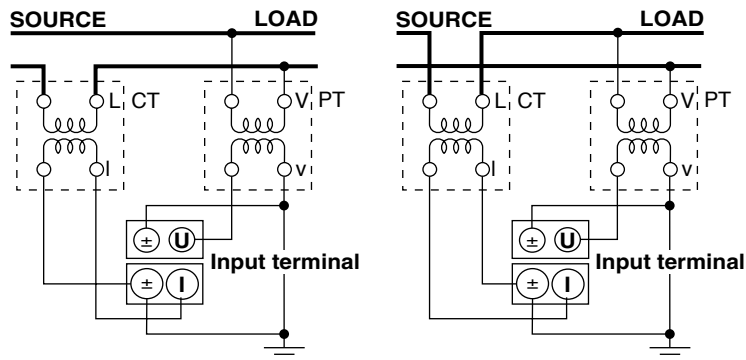 SOURCE LOAD SOURCE LOAD
L CT V PT L CT V PT
l v l v
± U ± U
Input terminal Input terminal
± I ± I